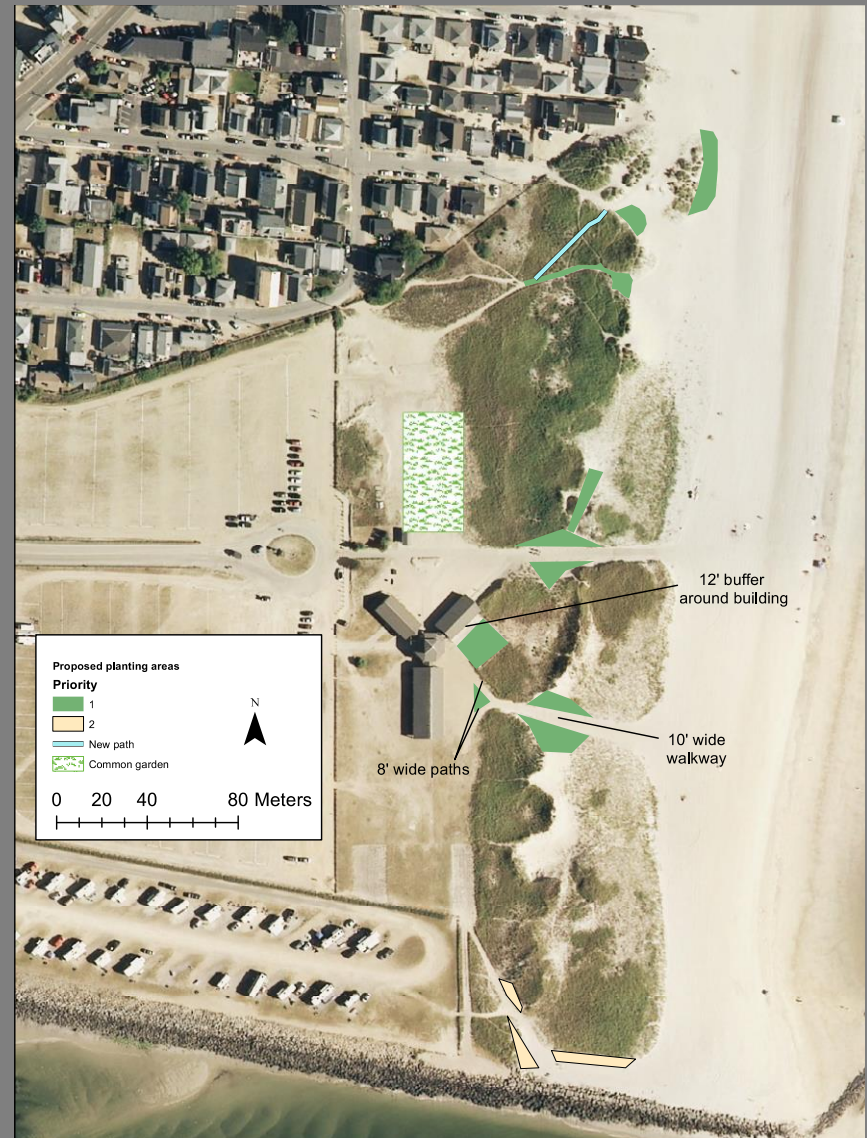 12' buffer
around building
Proposed planting areas
Priority
1
2
New path
Common garden
N
0 20 40 80 Meters
8' wide paths
10' wide
walkway